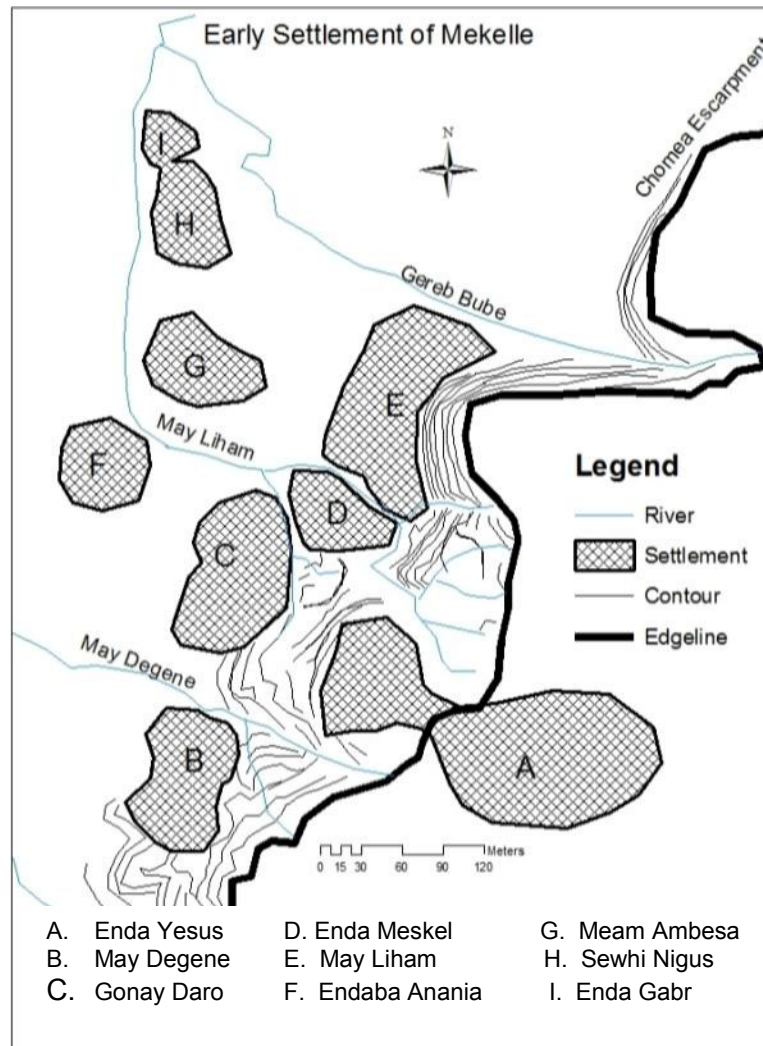 Early Settlement of Mekelle
Chomea Escarpment
N
I
H
Gereb Bube
G
E
May Liham
F
D
C
Legend
River
Settlement
Contour
Edgeline
May Degene
B
A
Meters
0 15 30 60 90 120
A. Enda Yesus D. Enda Meskel G. Meam Ambesa
B. May Degene E. May Liham H. Sewhi Nigus
C. Gonay Daro F. Endaba Anania I. Enda Gabr